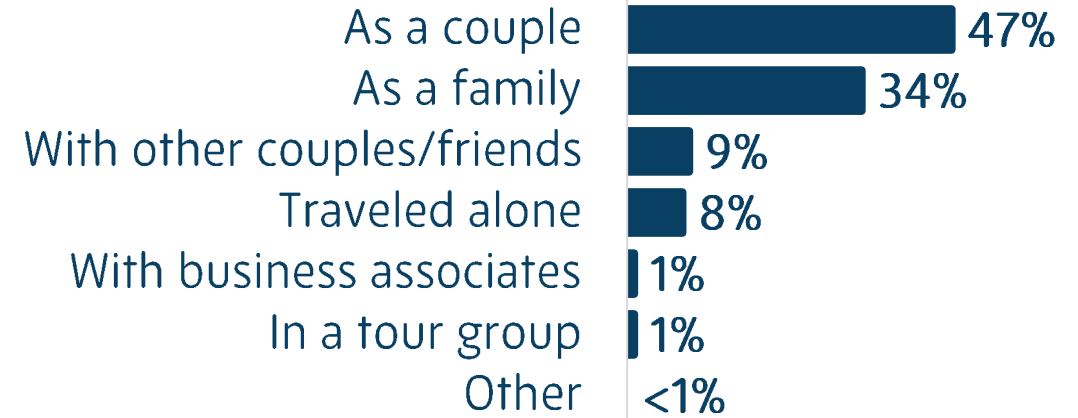 As a couple 47%
As a family 34%
With other couples/friends 9%
Traveled alone 8%
With business associates 1%
In a tour group 1%
Other <1%